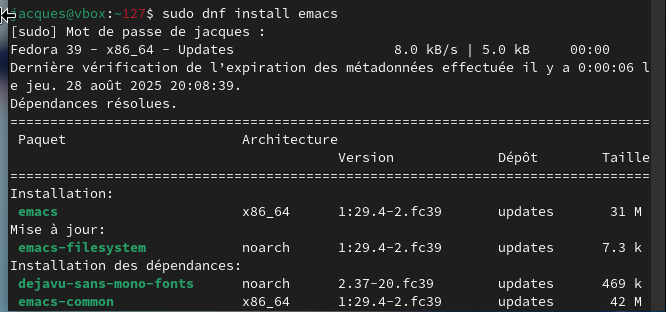 jacques@vbox:~127$ sudo dnf install emacs
[sudo] Mot de passe de jacques :
Fedora 39 - x86_64 - Updates 8.0 kB/s | 5.0 kB 00:00
Dernière vérification de l’expiration des métadonnées effectuée il y a 0:00:06 l
e jeu. 28 août 2025 20:08:39.
Dépendances résolues.
================================================================================
Paquet Architecture
Version Dépôt Taille
================================================================================
Installation:
emacs x86_64 1:29.4-2.fc39 updates 31 M
Mise à jour:
emacs-filesystem noarch 1:29.4-2.fc39 updates 7.3 k
Installation des dépendances:
dejavu-sans-mono-fonts noarch 2.37-20.fc39 updates 469 k
emacs-common x86_64 1:29.4-2.fc39 updates 42 M